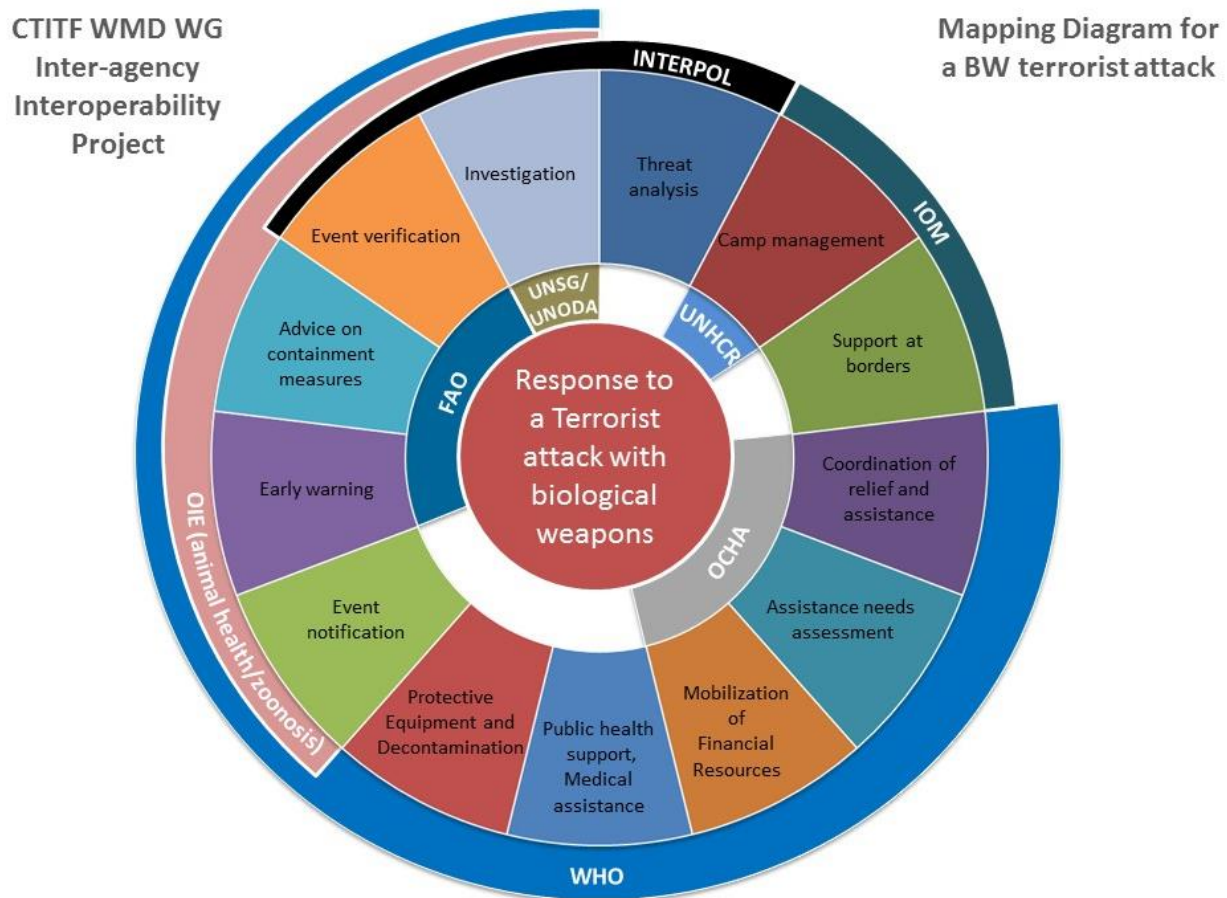 CTITF WMD WG
Inter-agency
Interoperability
Project
Mapping Diagram for
a BW terrorist attack
INTERPOL
IOM
WHO
OIE (animal health/zoonosis)
Investigation
Threat
analysis
Camp management
Support at
borders
Coordination of
relief and
assistance
Assistance needs
assessment
Mobilization
of
Financial
Resources
Public health
support,
Medical
assistance
Protective
Equipment and
Decontamination
Event
notification
Early warning
Advice on
containment
measures
Event verification
UNSG/
UNODA
UNHCR
OCHA
FAO
Response to
a Terrorist
attack with
biological
weapons